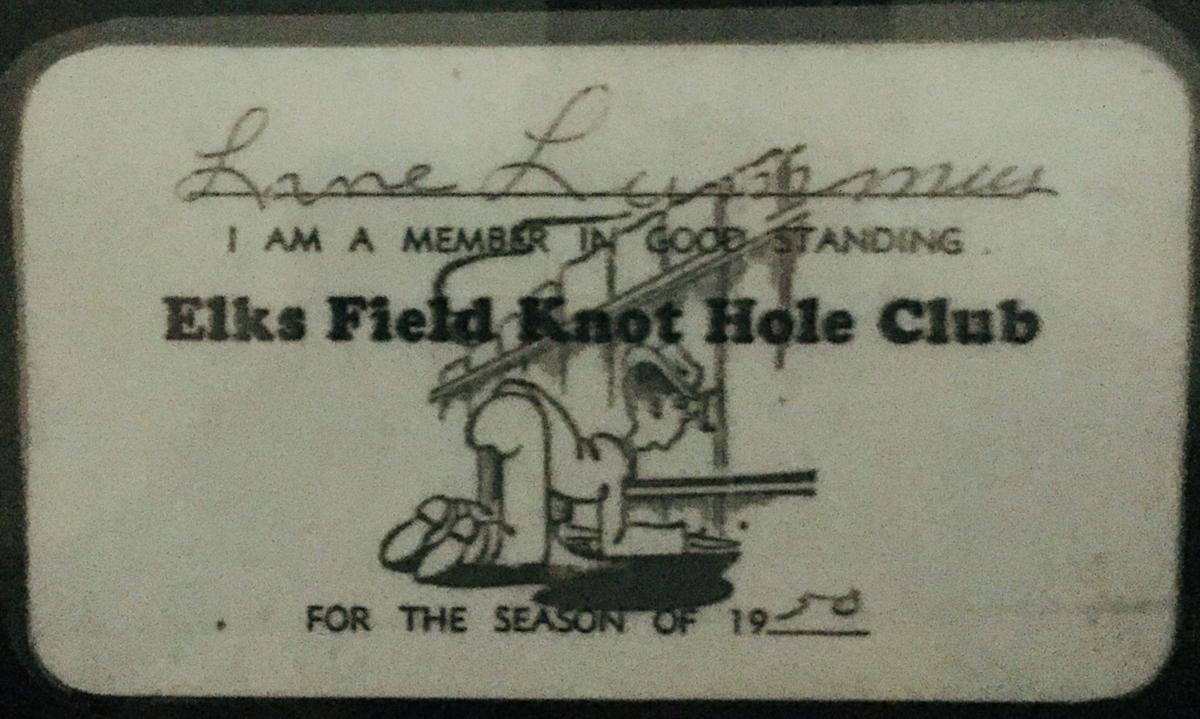 Lane
I AM A MEMBER IN GOOD STANDING
Elks Field Knot Hole Club
FOR THE SEASON OF 1950